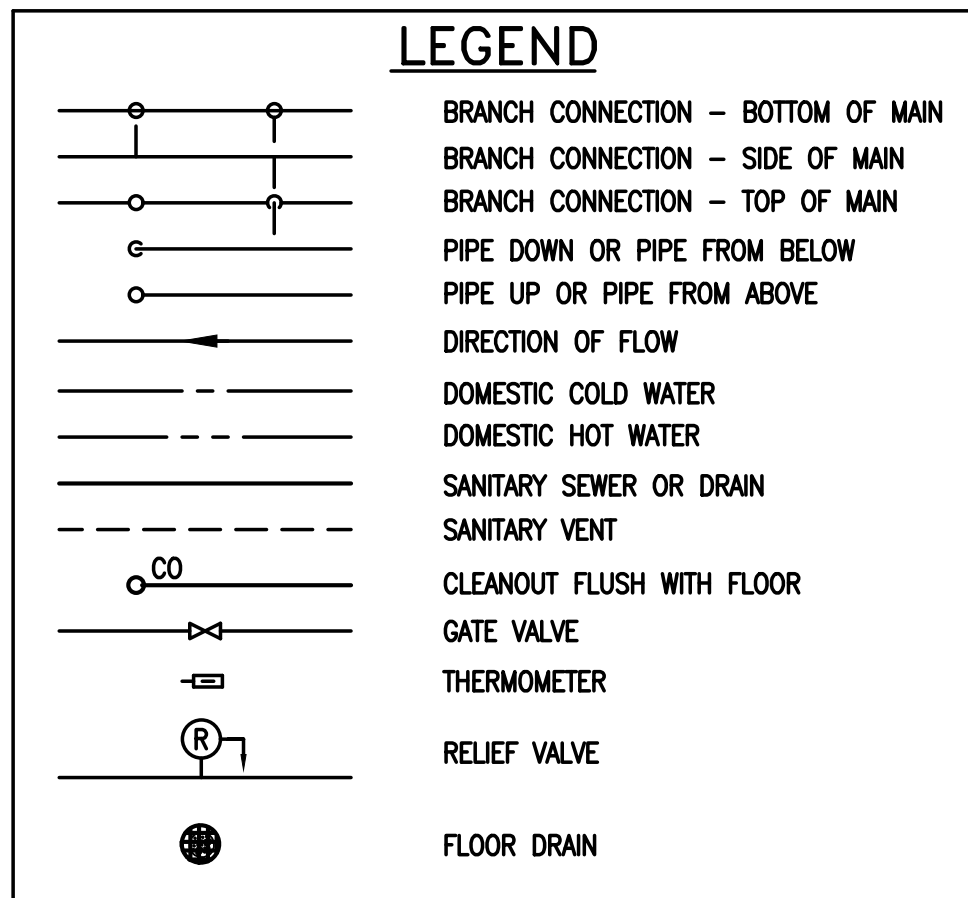 LEGEND
BRANCH CONNECTION - BOTTOM OF MAIN
BRANCH CONNECTION - SIDE OF MAIN
BRANCH CONNECTION - TOP OF MAIN
PIPE DOWN OR PIPE FROM BELOW
PIPE UP OR PIPE FROM ABOVE
DIRECTION OF FLOW
DOMESTIC COLD WATER
DOMESTIC HOT WATER
SANITARY SEWER OR DRAIN
SANITARY VENT
CO CLEANOUT FLUSH WITH FLOOR
GATE VALVE
THERMOMETER
R RELIEF VALVE
FLOOR DRAIN